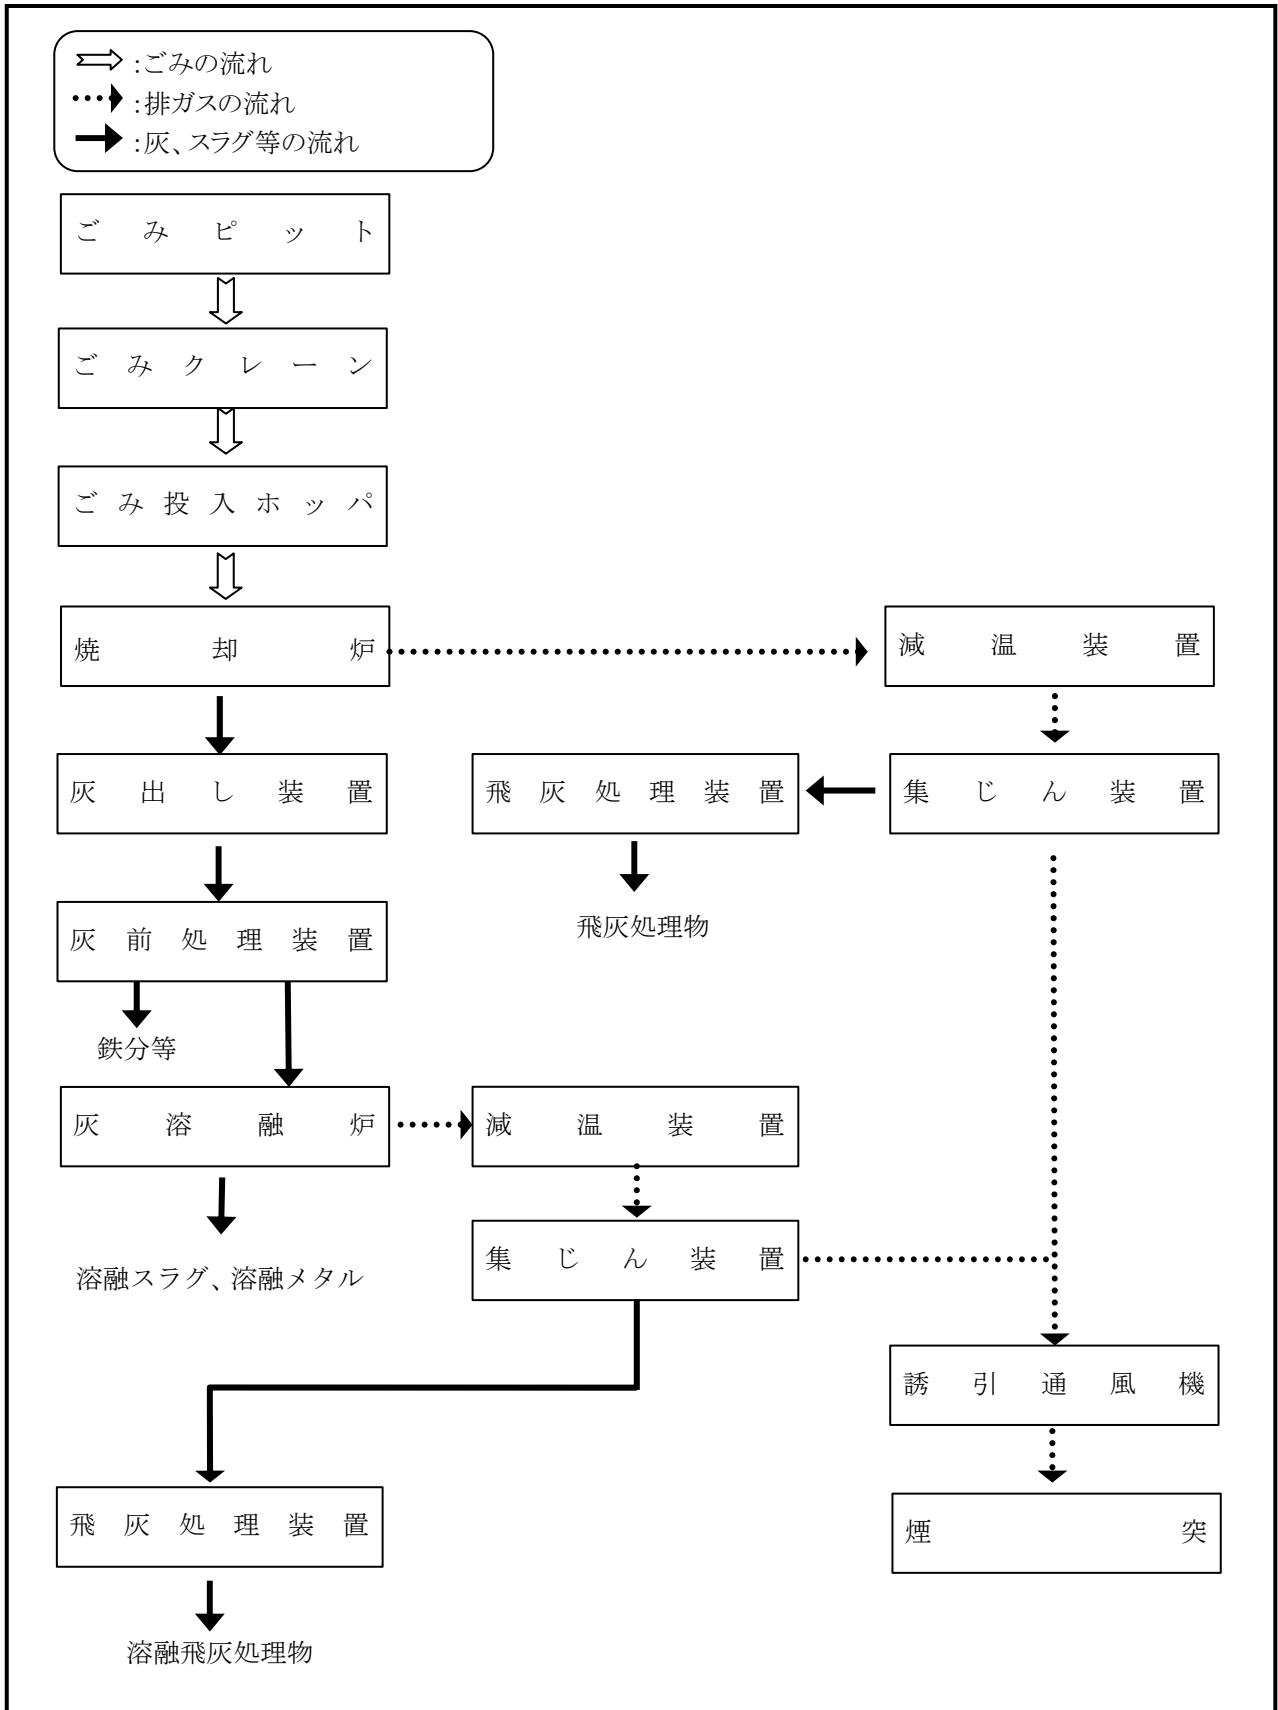 :ごみの流れ
:排ガスの流れ
:灰、スラグ等の流れ
ごみピット
ごみクレーン
ごみ投入ホッパ
焼却炉
減温装置
灰出し装置
飛灰処理装置
集じん装置
飛灰処理物
灰前処理装置
鉄分等
灰溶融炉
減温装置
集じん装置
溶融スラグ、溶融メタル
誘引通風機
飛灰処理装置
煙突
溶融飛灰処理物